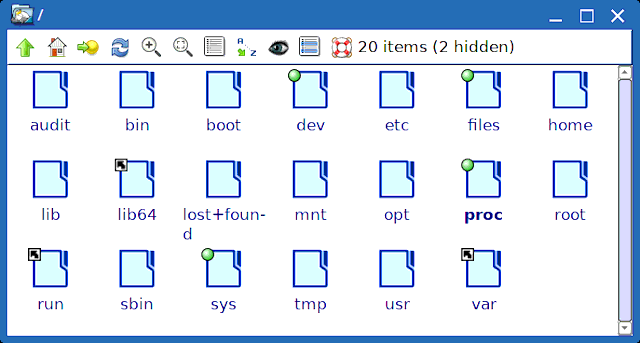 /
A
Z
20 items (2 hidden)
audit bin boot dev etc files home
lib lib64 lost+foun- mnt opt proc root
d
run sbin sys tmp usr var